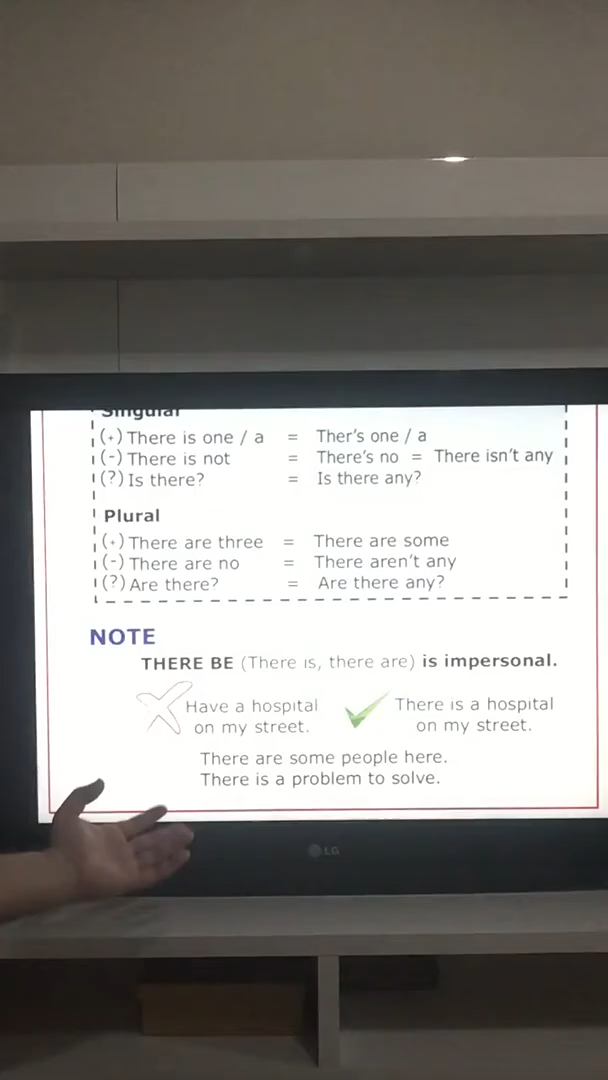 Singular
(+) There is one / a = Ther's one / a
(-) There is not = There's no = There isn't any
(?) Is there? = Is there any?
Plural
(+) There are three = There are some
(-) There are no = There aren't any
(?) Are there? = Are there any?
NOTE
THERE BE (There is, there are) is impersonal.
Have a hospital
on my street.
There is a hospital
on my street.
There are some people here.
There is a problem to solve.
LG